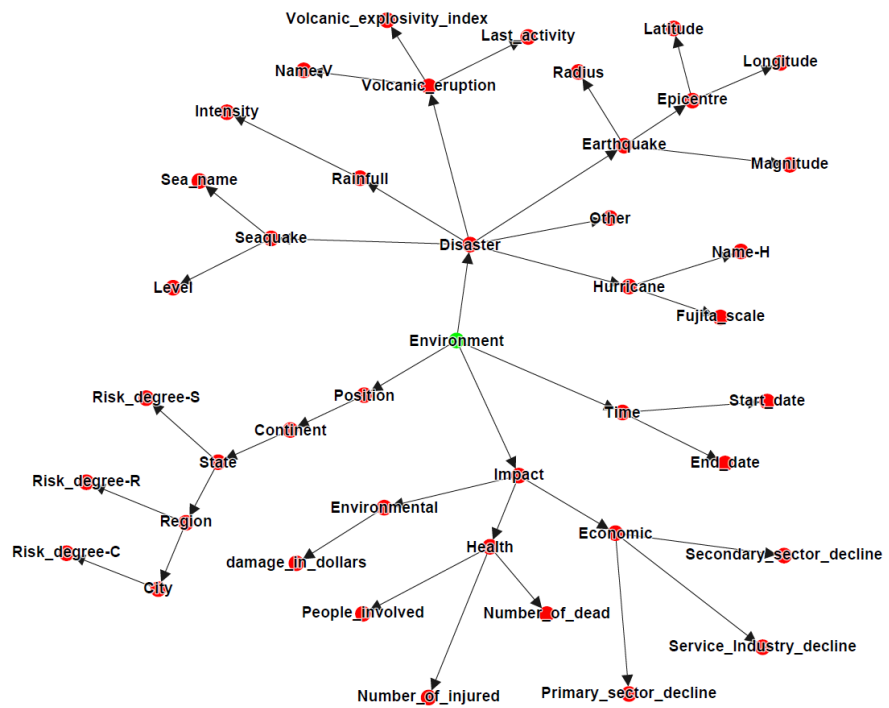 Volcanic_explosivity_index
Last_activity
Latitude
Name-V
Volcanic_eruption
Radius
Longitude
Epicentre
Intensity
Earthquake
Magnitude
Sea_name
Rainfull
Other
Seaquake
Disaster
Name-H
Level
Hurricane
Fujita_scale
Environment
Risk_degree-S
Position
Start_date
Time
Continent
State
End_date
Risk_degree-R
Impact
Environmental
Region
Economic
Risk_degree-C
Health
Secondary_sector_decline
damage_in_dollars
City
People_involved
Number_of_dead
Service_Industry_decline
Number_of_injured
Primary_sector_decline